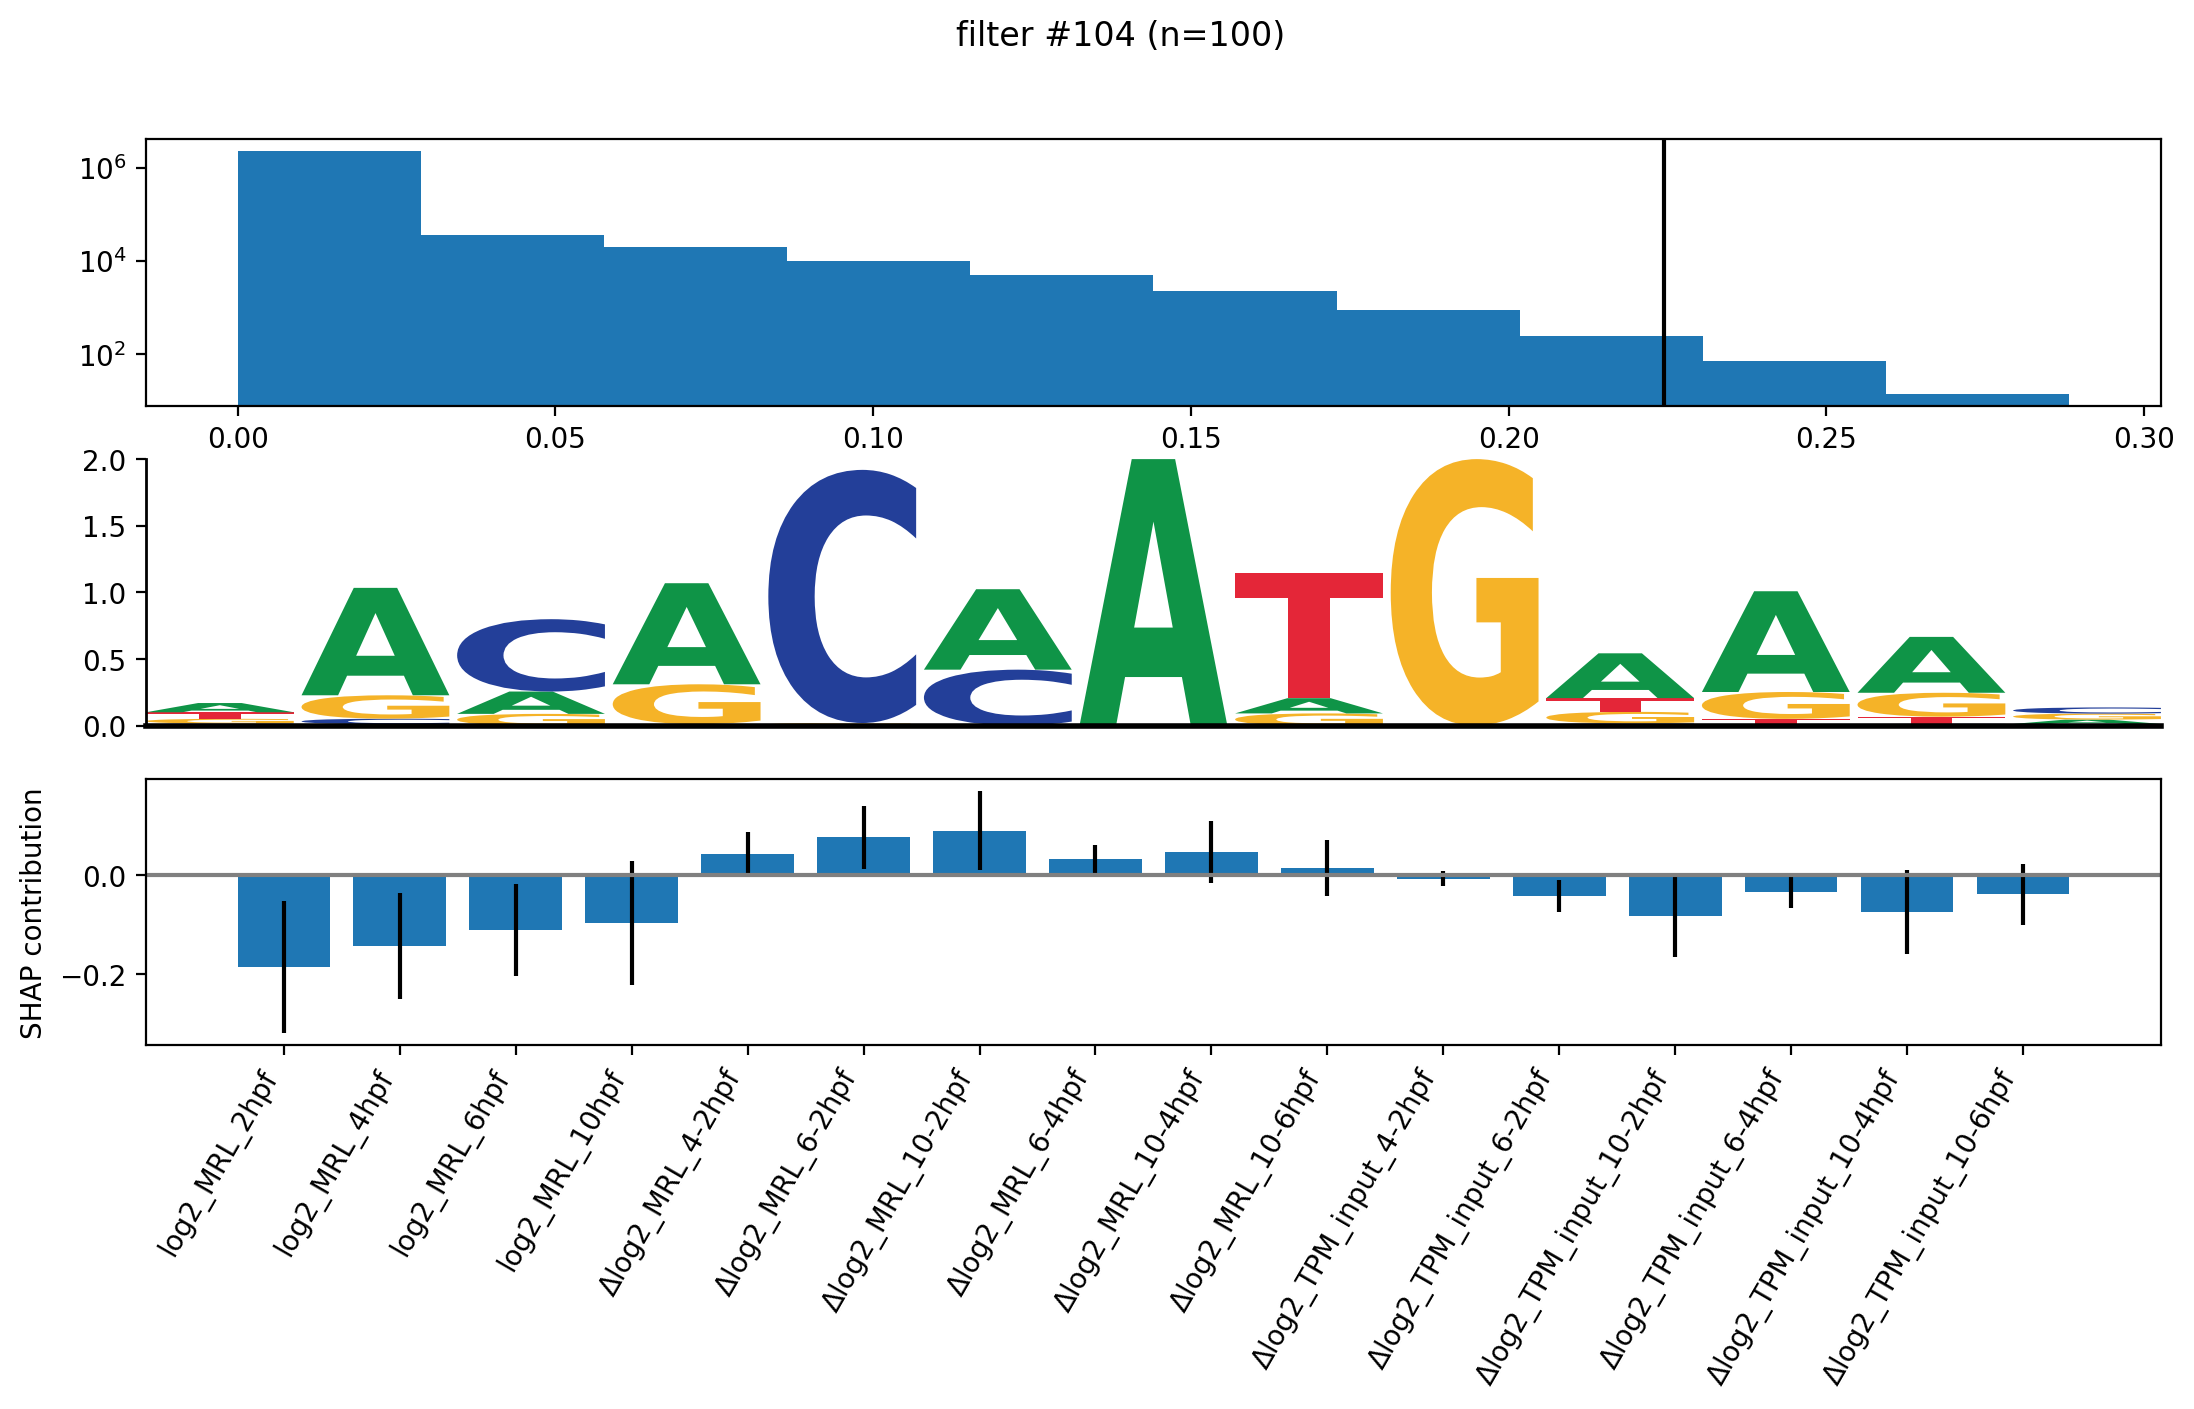 filter #104 (n=100)
10⁶
10⁴
10²
0.00 0.05 0.10 0.15 0.20 0.25 0.30
2.0
1.5
1.0
0.5
0.0
A A C A C A A T G A A A C
T G A G C A T G G G
G C G G G T T A
SHAP contribution
0.0
−0.2
log2_MRL_2hpf
log2_MRL_4hpf
log2_MRL_6hpf
log2_MRL_10hpf
Δlog2_MRL_4-2hpf
Δlog2_MRL_6-2hpf
Δlog2_MRL_10-2hpf
Δlog2_MRL_6-4hpf
Δlog2_MRL_10-4hpf
Δlog2_MRL_10-6hpf
Δlog2_TPM_input_4-2hpf
Δlog2_TPM_input_6-2hpf
Δlog2_TPM_input_10-2hpf
Δlog2_TPM_input_6-4hpf
Δlog2_TPM_input_10-4hpf
Δlog2_TPM_input_10-6hpf